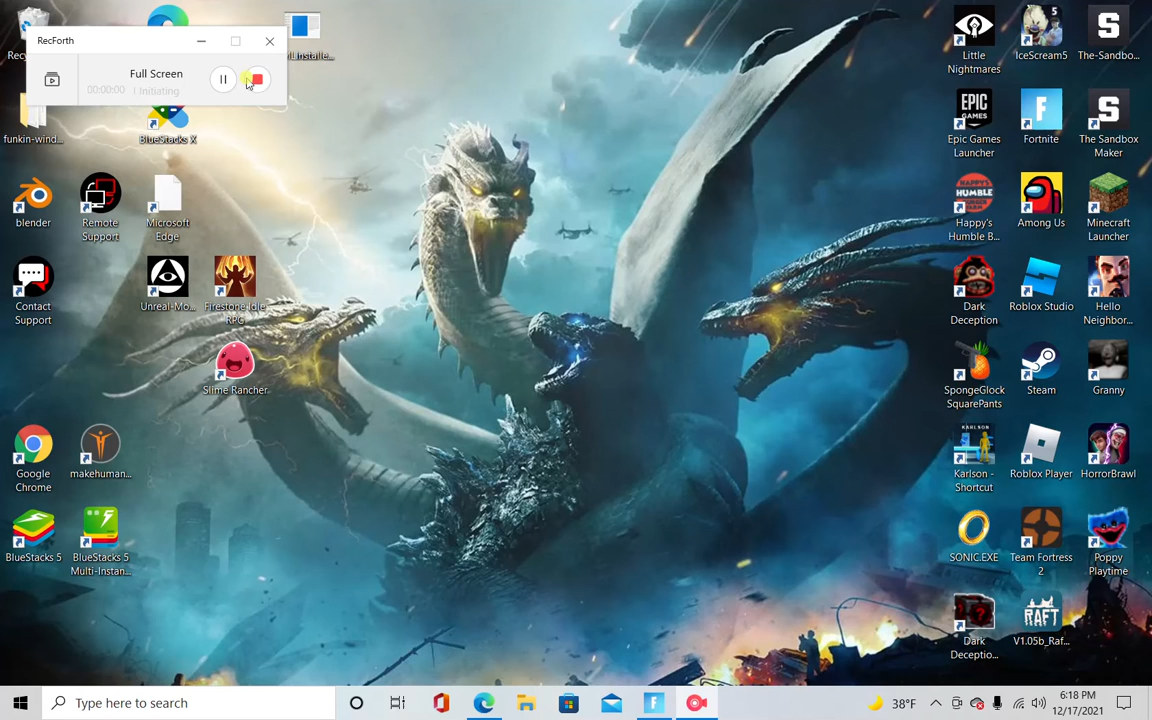 RecForth
Full Screen
00:00:00 | Initiating
funkin-wind...
BlueStacks X
blender
Remote
Support
Microsoft
Edge
Contact
Support
Unreal-Mo...
Firestone Idle
RPG
Slime Rancher
Google
Chrome
makehuman...
BlueStacks 5
BlueStacks 5
Multi-Instan...
Little
Nightmares
IceScream5
The-Sandbo...
EPIC
GAMES
Epic Games
Launcher
Fortnite
The Sandbox
Maker
HAPPY'S
HUMBLE
Happy's
Humble B...
Among Us
Minecraft
Launcher
Dark
Deception
Roblox Studio
Hello
Neighbor...
SpongeGlock
SquarePants
Steam
Granny
KARLSON
Karlson -
Shortcut
Roblox Player
HorrorBrawl
SONIC.EXE
Team Fortress
2
Poppy
Playtime
Dark
Deceptio...
RAFT
V1.05b_Raf...
Type here to search
38°F
6:18 PM
12/17/2021